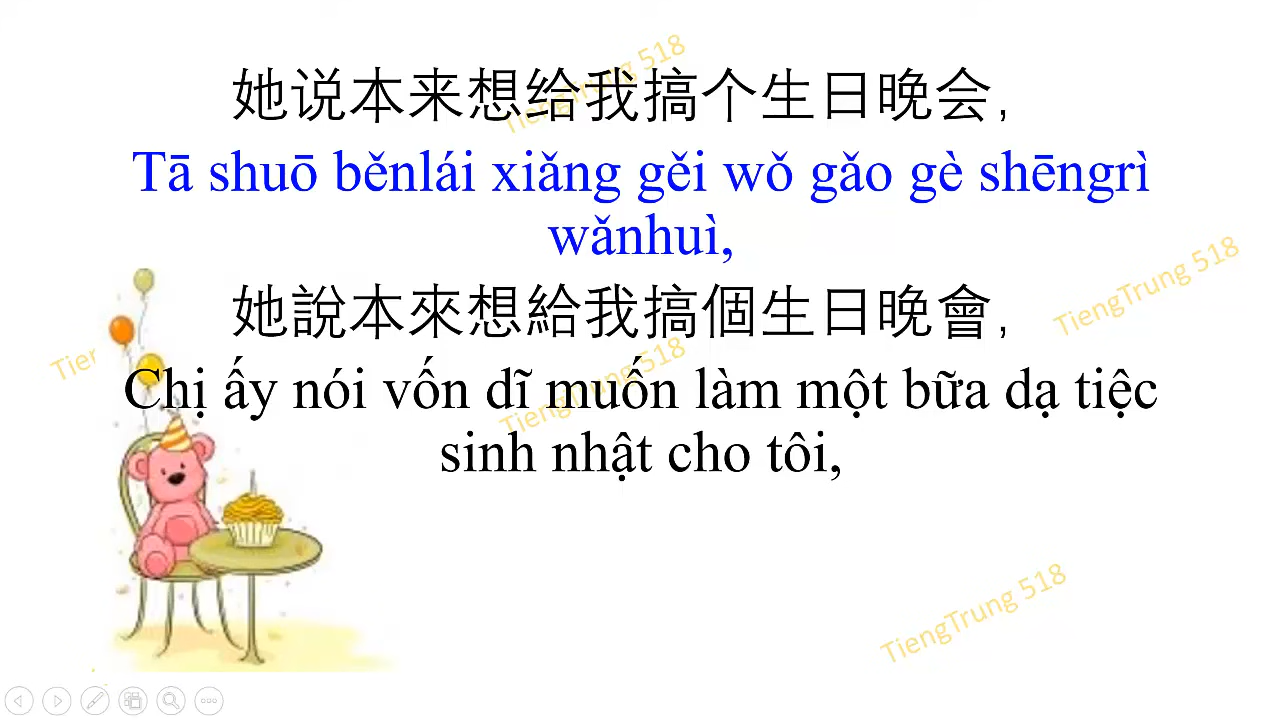 她说本来想给我搞个生日晚会,
Tā shuō běnlái xiǎng gěi wǒ gǎo gè shēngrì
wǎnhuì,
她說本來想給我搞個生日晚會,
Chị ấy nói vốn dĩ muốn làm một bữa dạ tiệc
sinh nhật cho tôi,
TiengTrung 518
TiengTrung 518
Tien
TiengTrung 518
TiengTrung 518